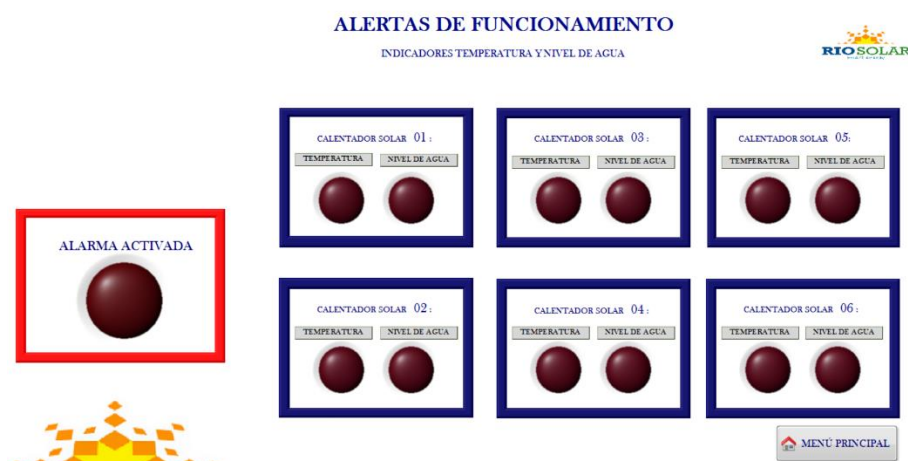 ALERTAS DE FUNCIONAMIENTO
INDICADORES TEMPERATURA Y NIVEL DE AGUA
RIOSOLAR
CALENTADOR SOLAR 01 :
TEMPERATURA NIVEL DE AGUA
CALENTADOR SOLAR 03 :
TEMPERATURA NIVEL DE AGUA
CALENTADOR SOLAR 05:
TEMPERATURA NIVEL DE AGUA
ALARMA ACTIVADA
CALENTADOR SOLAR 02 :
TEMPERATURA NIVEL DE AGUA
CALENTADOR SOLAR 04 :
TEMPERATURA NIVEL DE AGUA
CALENTADOR SOLAR 06 :
TEMPERATURA NIVEL DE AGUA
MENÚ PRINCIPAL